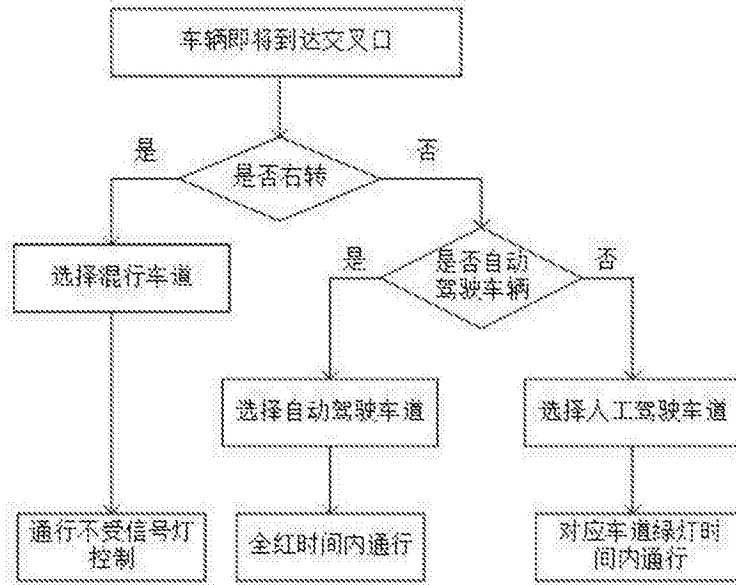 车辆即将到达交叉口
是
否
是否右转
选择混行车道
是
是否自动
驾驶车辆
否
选择自动驾驶车道
选择人工驾驶车道
通行不受信号灯
控制
全红时间内通行
对应车道绿灯时
间内通行